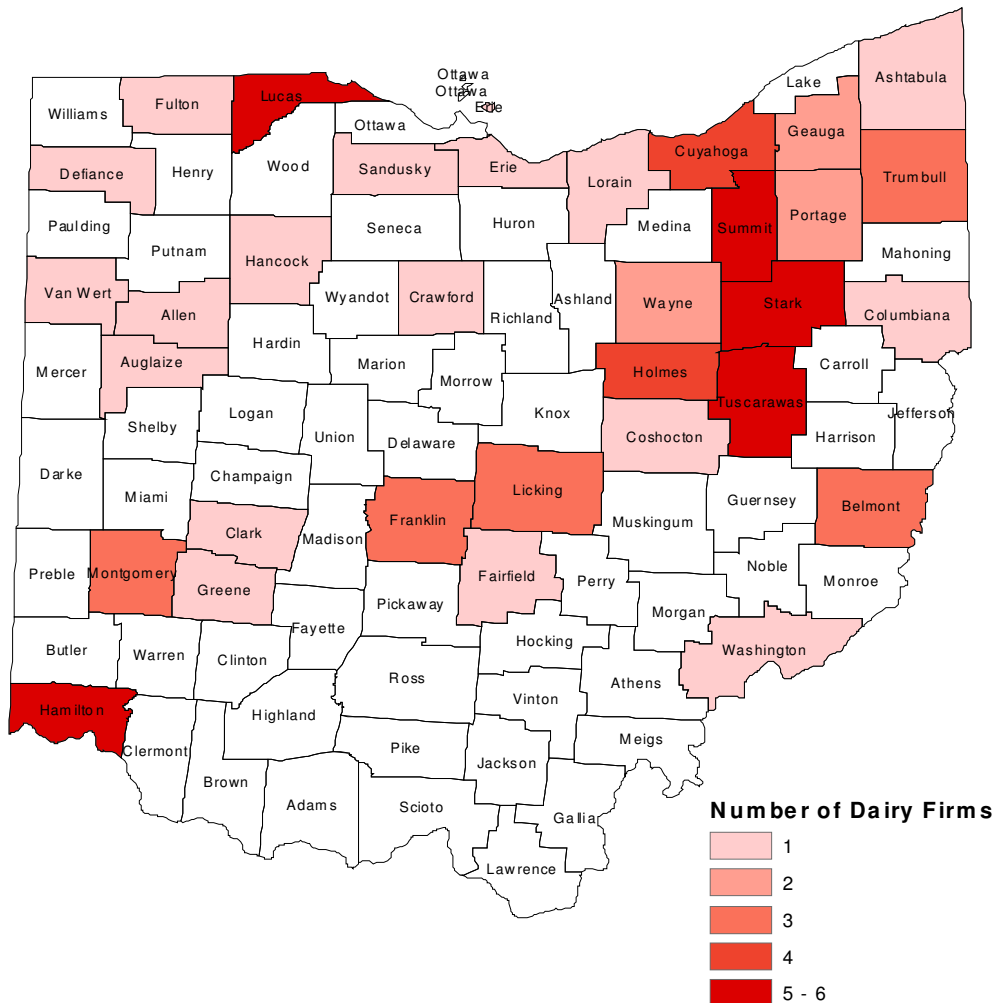 Ottawa
Ottawa
Erie
Lake
Ashtabula
Williams
Fulton
Lucas
Ottawa
Geauga
Cuyahoga
Defiance
Henry
Wood
Sandusky
Erie
Lorain
Trumbull
Paulding
Putnam
Seneca
Huron
Medina
Summit
Portage
Mahoning
Van Wert
Allen
Hancock
Wyandot
Crawford
Richland
Ashland
Wayne
Stark
Columbiana
Mercer
Auglaize
Hardin
Marion
Morrow
Holmes
Carroll
Tuscarawas
Jefferson
Shelby
Logan
Union
Delaware
Knox
Coshocton
Harrison
Darke
Miami
Champaign
Licking
Guernsey
Belmont
Clark
Madison
Franklin
Muskingum
Preble
Montgomery
Greene
Pickaway
Fairfield
Perry
Noble
Monroe
Morgan
Fayette
Butler
Warren
Clinton
Hocking
Washington
Ross
Athens
Vinton
Hamilton
Highland
Clermont
Pike
Jackson
Meigs
Brown
Adams
Scioto
Gallia
Lawrence
Number of Dairy Firms
1
2
3
4
5 - 6